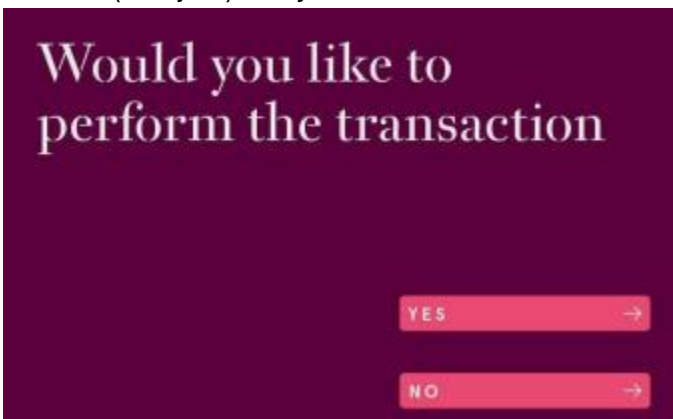 Would you like to
perform the transaction
YES
NO